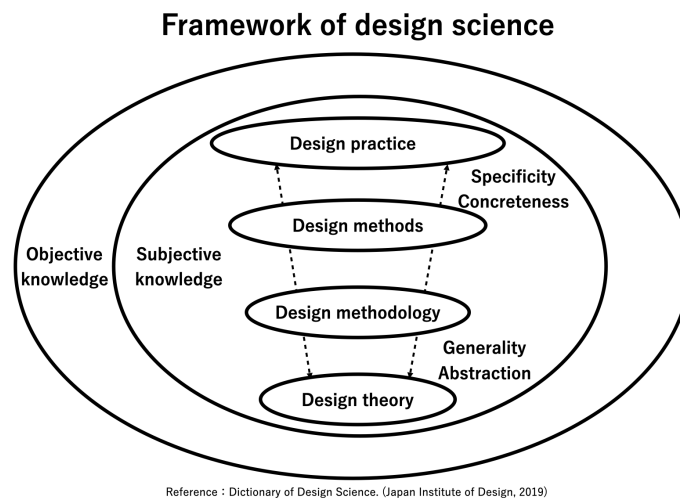 Framework of design science
Design practice
Specificity
Concreteness
Design methods
Objective
knowledge
Subjective
knowledge
Design methodology
Generality
Abstraction
Design theory
Reference：Dictionary of Design Science. (Japan Institute of Design, 2019)